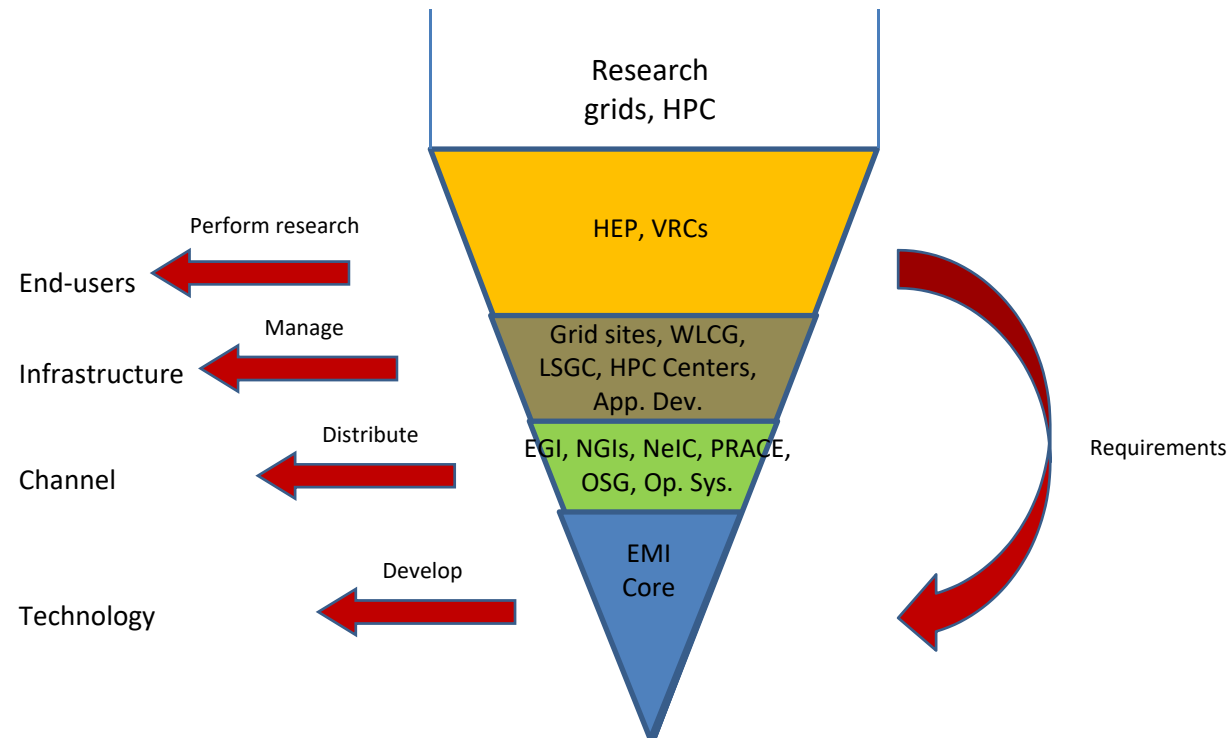 Research
grids, HPC
HEP, VRCs
Perform research
End-users
Manage
Infrastructure
Grid sites, WLCG,
LSGC, HPC Centers,
App. Dev.
Distribute
Channel
EGI, NGIs, NeIC, PRACE,
OSG, Op. Sys.
Requirements
EMI
Core
Develop
Technology